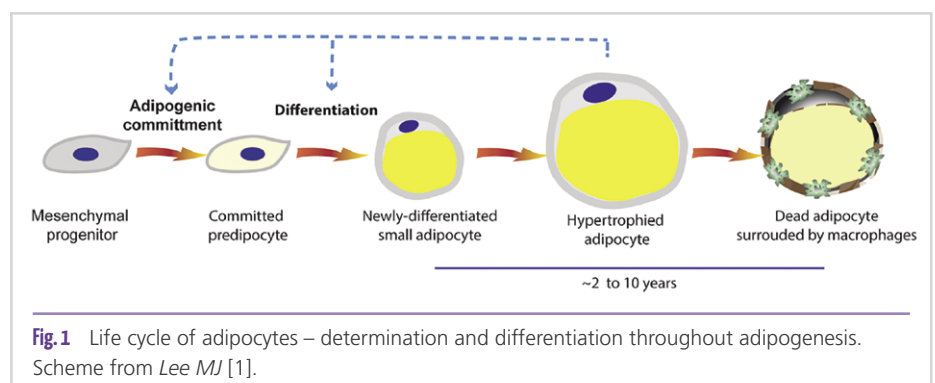 Adipogenic
committment
Differentiation
Mesenchymal
progenitor
Committed
predipocyte
Newly-differentiated
small adipocyte
Hypertrophied
adipocyte
Dead adipocyte
surrouded by macrophages
~2 to 10 years
Fig. 1 Life cycle of adipocytes – determination and differentiation throughout adipogenesis.
Scheme from Lee MJ [1].